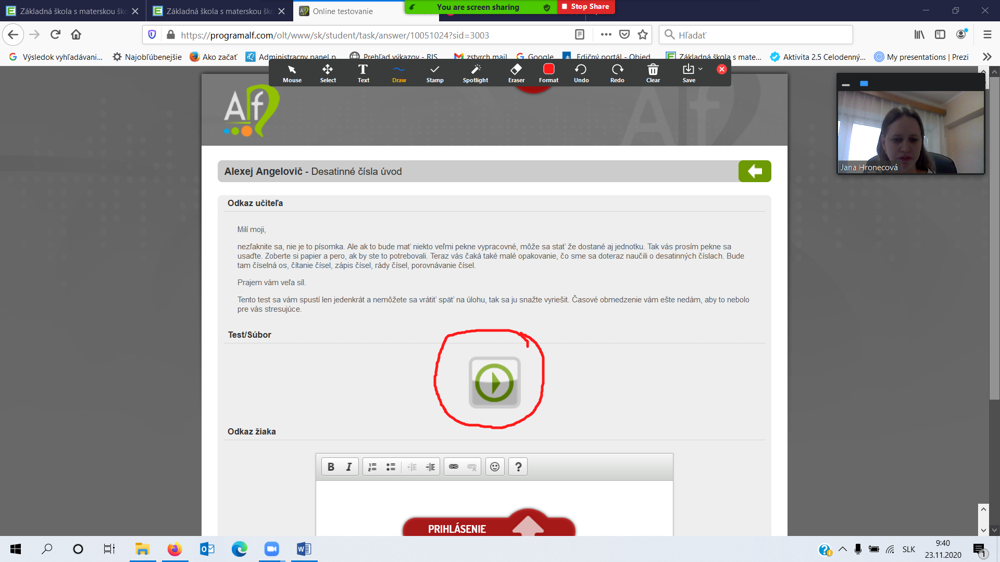 Základná škola s materskou ško
Základná škola s materskou ško
Online testovanie
You are screen sharing
Stop Share
https://programalf.com/olt/www/sk/student/task/answer/10051024?sid=3003
Hľadať
Výsledok vyhľadávani...
Najobľúbenejšie
Ako začať
Administracny panel p
Prehľad výkazov - RIS
zstvrch mail
Google
Edičný portál - Objed
Základná škola s mate...
Aktivita 2.5 Celodenný...
My presentations | Prezi
Mouse
Select
Text
Draw
Stamp
Spotlight
Eraser
Format
Undo
Redo
Clear
Save
Alf
Jana Hronecová
Alexej Angelovič - Desatinné čísla úvod
Odkaz učiteľa
Milí moji,
nezľaknite sa, nie je to písomka. Ale ak to bude mať niekto veľmi pekne vypracovné, môže sa stať že dostané aj jednotku. Tak vás prosím pekne sa
usaďte. Zoberte si papier a pero, ak by ste to potrebovali. Teraz vás čaká také malé opakovanie, čo sme sa doteraz naučili o desatinných číslach. Bude
tam číselná os, čítanie čísel, zápis čísel, rády čísel, porovnávanie čísel.
Prajem vám veľa síl.
Tento test sa vám spustí len jedenkrát a nemôžete sa vrátiť späť na úlohu, tak sa ju snažte vyriešit. Časové obmedzenie vám ešte nedám, aby to nebolo
pre vás stresujúce.
Test/Súbor
Odkaz žiaka
B I
?
PRIHLÁSENIE
SLK
9:40
23.11.2020
1